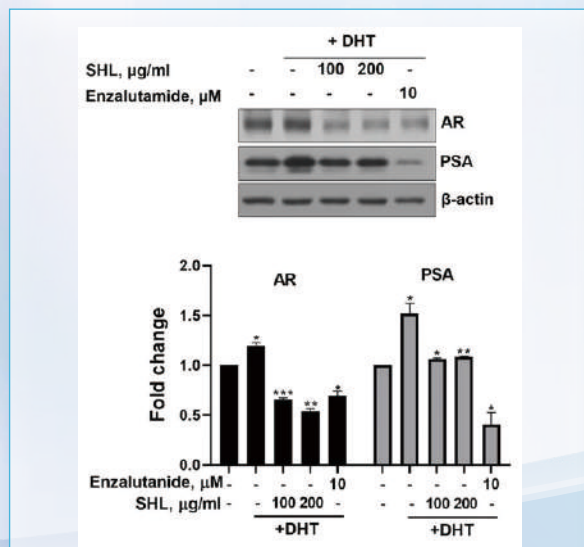 + DHT
SHL, µg/ml - - 100 200 -
Enzalutamide, µM - - - - 10
AR
PSA
β-actin
AR PSA
Fold change
2.0
1.5
1.0
0.5
0.0
* *** ** * * * ** *
Enzalutanide, µM - - - - 10 - - - - 10
SHL, µg/ml - - 100 200 - - - 100 200 -
+DHT +DHT